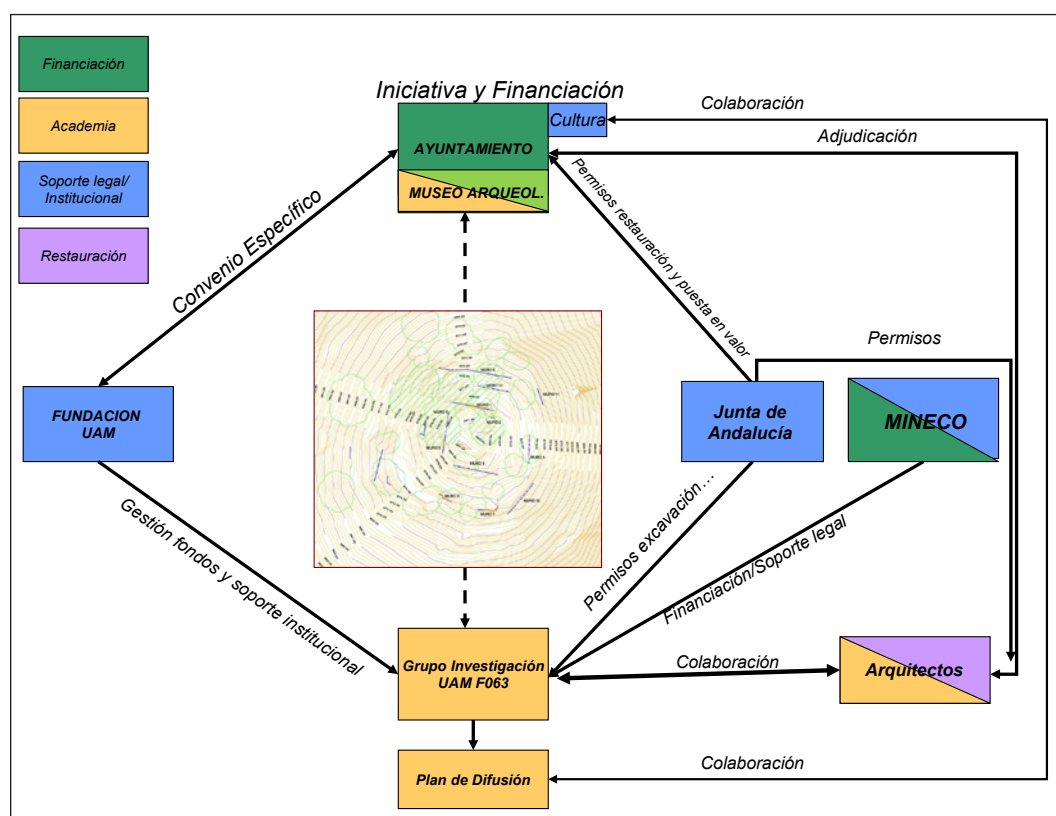 Financiación
Academia
Soporte legal/
Institucional
Restauración
Iniciativa y Financiación
Cultura
AYUNTAMIENTO
MUSEO ARQUEOL.
Colaboración
Adjudicación
Convenio Específico
Permisos restauración y puesta en valor
Permisos
FUNDACION
UAM
Junta de
Andalucía
MINECO
Gestión fondos y soporte institucional
Permisos excavación…
Financiación/Soporte legal
Grupo Investigación
UAM F063
Colaboración
Arquitectos
Plan de Difusión
Colaboración